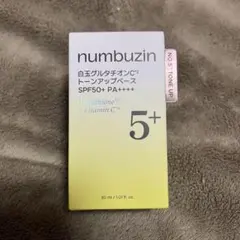 numbuzin
白玉グルタチオンC
トーンアップベース
SPF50+ PA++++
5+
NO.5 TONE UP